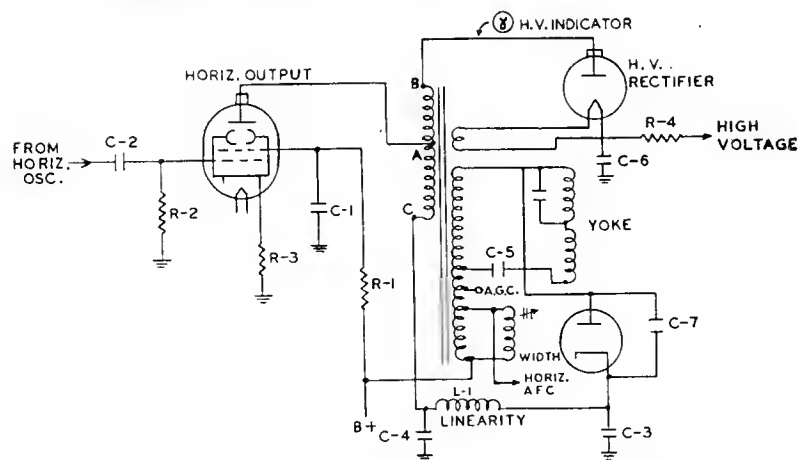 Ɣ H.V. INDICATOR
B
H.V.
RECTIFIER
HORIZ. OUTPUT
C-2
FROM
HORIZ.
OSC.
R-4
HIGH
VOLTAGE
A
C-6
C
C-1
R-2
R-3
R-1
YOKE
C-5
A.G.C.
C-7
WIDTH
HORIZ.
AFC
L-1
LINEARITY
B+
C-4
C-3